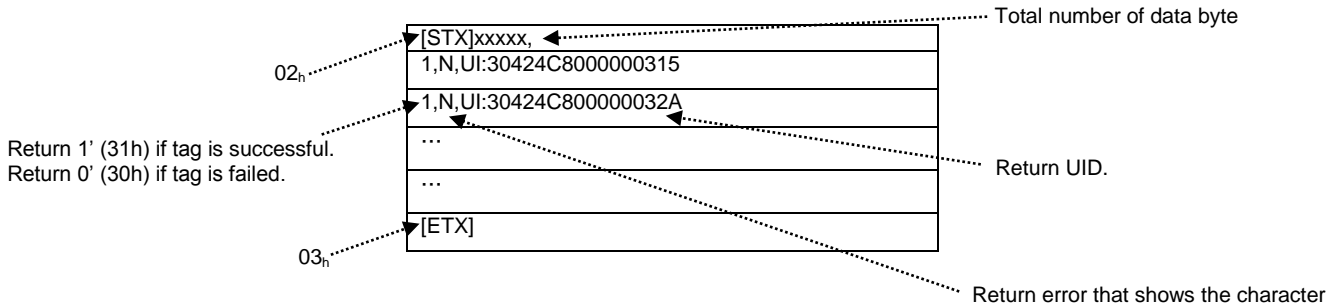 Total number of data byte
[STX]xxxxx,
02h
1,N,UI:30424C8000000315
1,N,UI:30424C800000032A
Return 1’ (31h) if tag is successful.
Return 0’ (30h) if tag is failed.
…
Return UID.
…
[ETX]
03h
Return error that shows the character